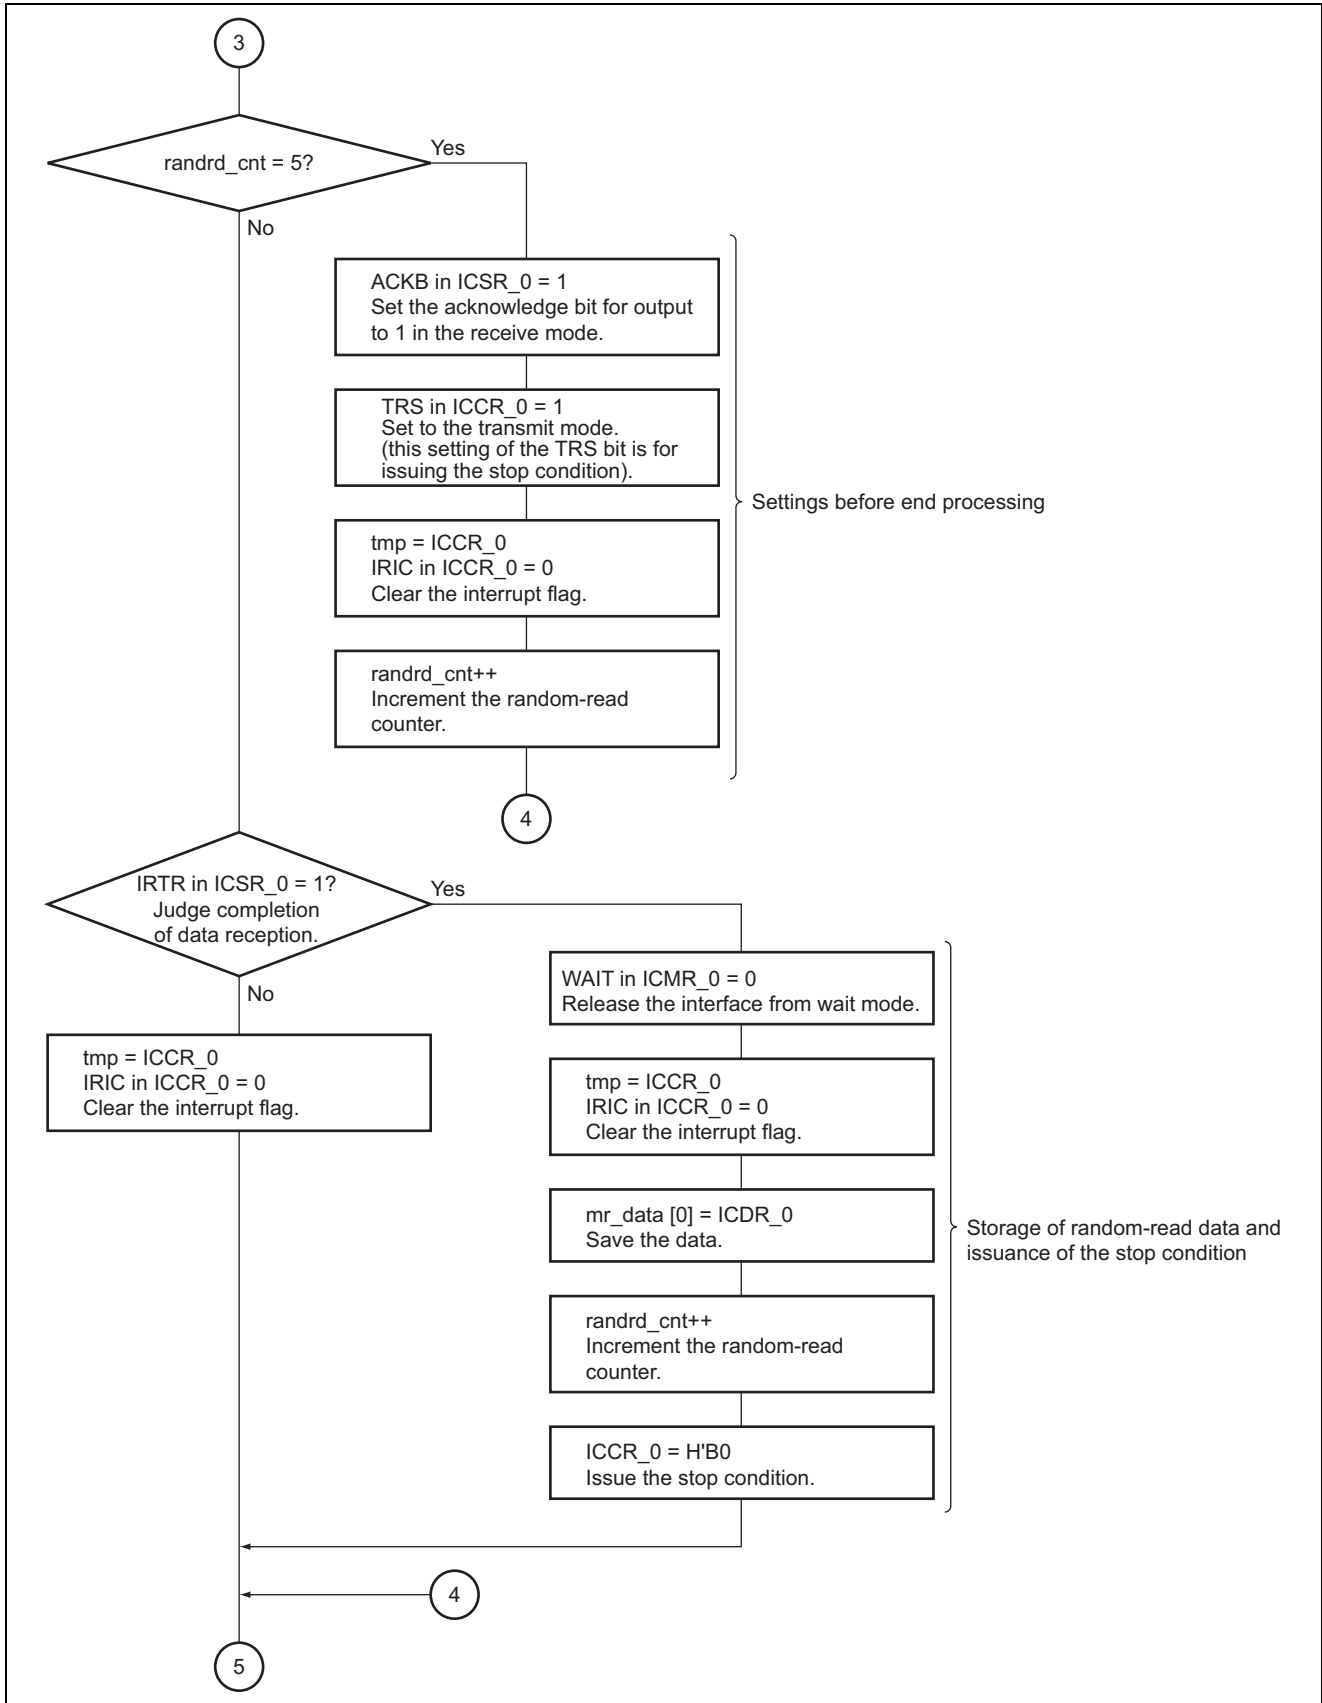 3
randrd_cnt = 5?
Yes
No
ACKB in ICSR_0 = 1
Set the acknowledge bit for output
to 1 in the receive mode.
TRS in ICCR_0 = 1
Set to the transmit mode.
(this setting of the TRS bit is for
issuing the stop condition).
Settings before end processing
tmp = ICCR_0
IRIC in ICCR_0 = 0
Clear the interrupt flag.
randrd_cnt++
Increment the random-read
counter.
4
IRTR in ICSR_0 = 1?
Judge completion
of data reception.
Yes
No
tmp = ICCR_0
IRIC in ICCR_0 = 0
Clear the interrupt flag.
WAIT in ICMR_0 = 0
Release the interface from wait mode.
tmp = ICCR_0
IRIC in ICCR_0 = 0
Clear the interrupt flag.
mr_data [0] = ICDR_0
Save the data.
Storage of random-read data and
issuance of the stop condition
randrd_cnt++
Increment the random-read
counter.
ICCR_0 = H'B0
Issue the stop condition.
4
5